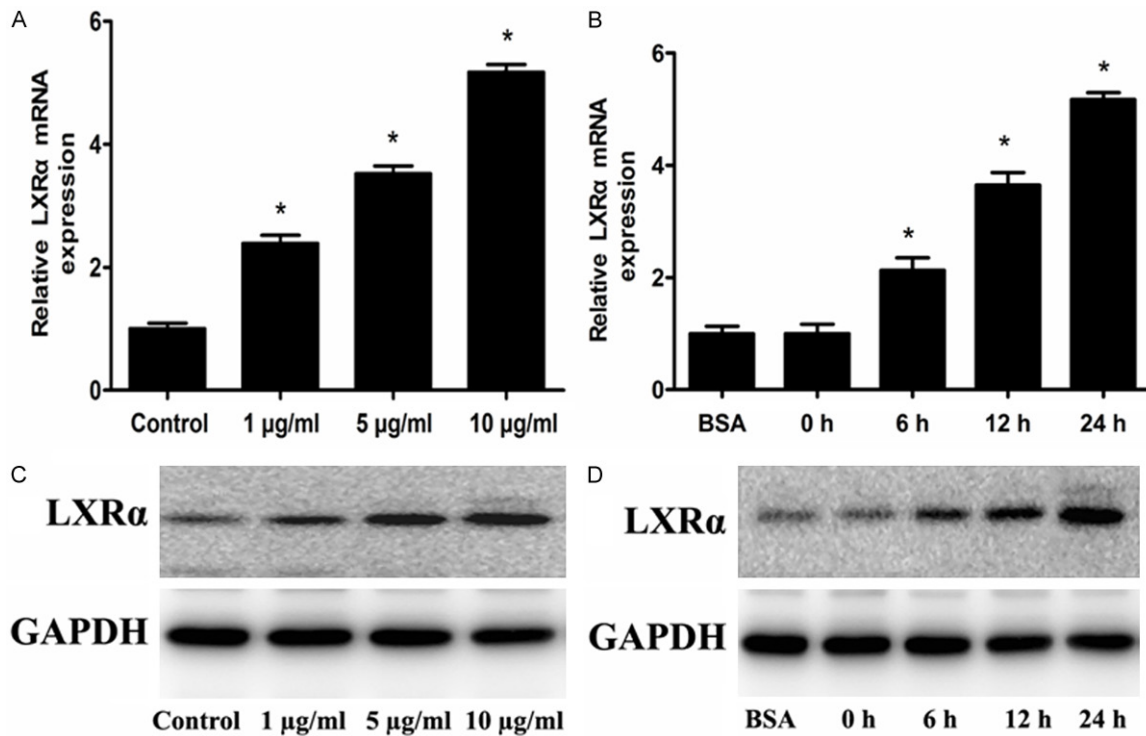 A
Relative LXRα mRNA
expression
6
4
2
0
*
*
*
Control 1 µg/ml 5 µg/ml 10 µg/ml
B
Relative LXRα mRNA
expression
6
4
2
0
*
*
*
BSA 0 h 6 h 12 h 24 h
C
LXRα
GAPDH
Control 1 µg/ml 5 µg/ml 10 µg/ml
D
LXRα
GAPDH
BSA 0 h 6 h 12 h 24 h